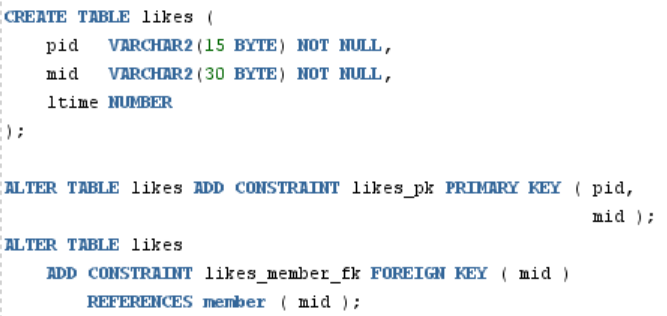 CREATE TABLE likes (
    pid   VARCHAR2(15 BYTE) NOT NULL,
    mid   VARCHAR2(30 BYTE) NOT NULL,
    ltime NUMBER
);
ALTER TABLE likes ADD CONSTRAINT likes_pk PRIMARY KEY ( pid,
                                                        mid );
ALTER TABLE likes
    ADD CONSTRAINT likes_member_fk FOREIGN KEY ( mid )
        REFERENCES member ( mid );